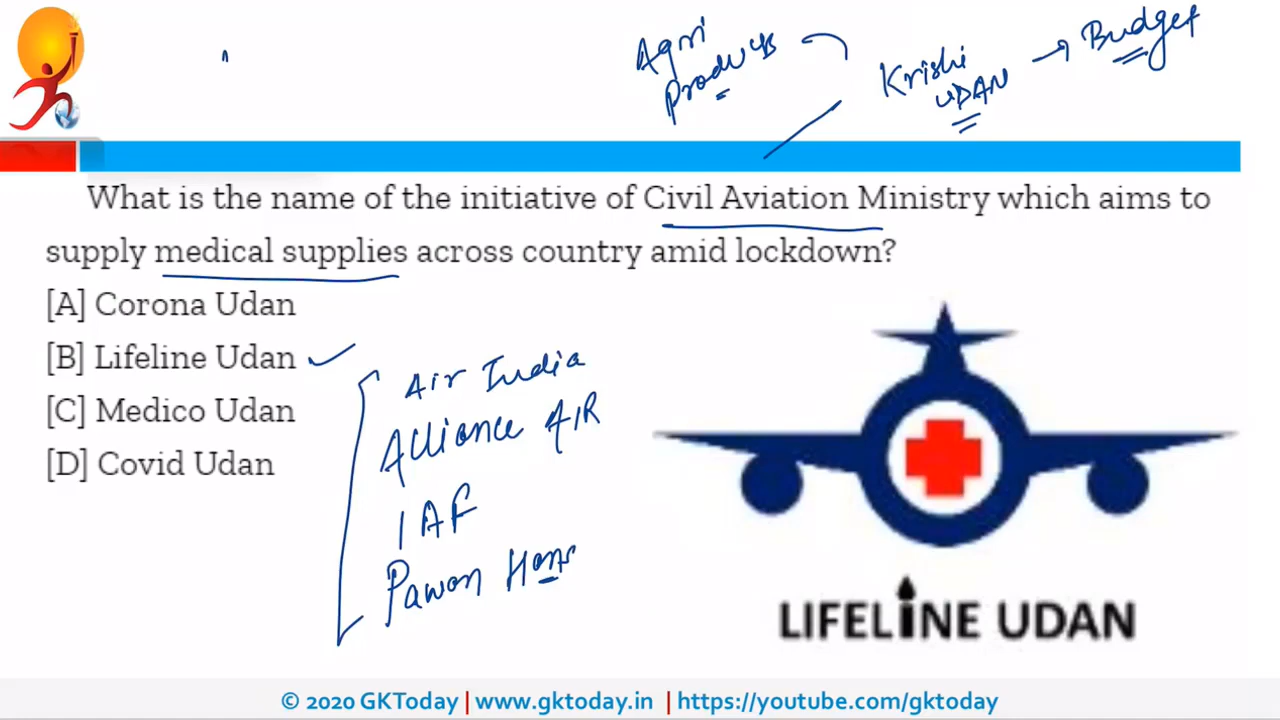 Agri
Products
Krishi
UDAN
Budget
What is the name of the initiative of Civil Aviation Ministry which aims to
supply medical supplies across country amid lockdown?
[A] Corona Udan
[B] Lifeline Udan
[C] Medico Udan
[D] Covid Udan
Air India
Alliance AIR
IAF
Pawan Hans
LIFELINE UDAN
© 2020 GKToday | www.gktoday.in | https://youtube.com/gktoday